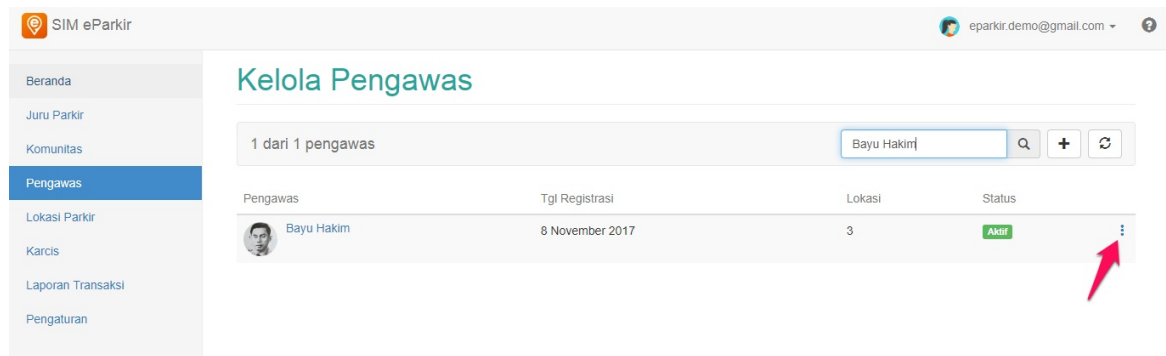 SIM eParkir
eparkir.demo@gmail.com
Beranda
Juru Parkir
Komunitas
Pengawas
Lokasi Parkir
Karcis
Laporan Transaksi
Pengaturan
Kelola Pengawas
1 dari 1 pengawas
Bayu Hakim
Pengawas Tgl Registrasi Lokasi Status
Bayu Hakim 8 November 2017 3 Aktif